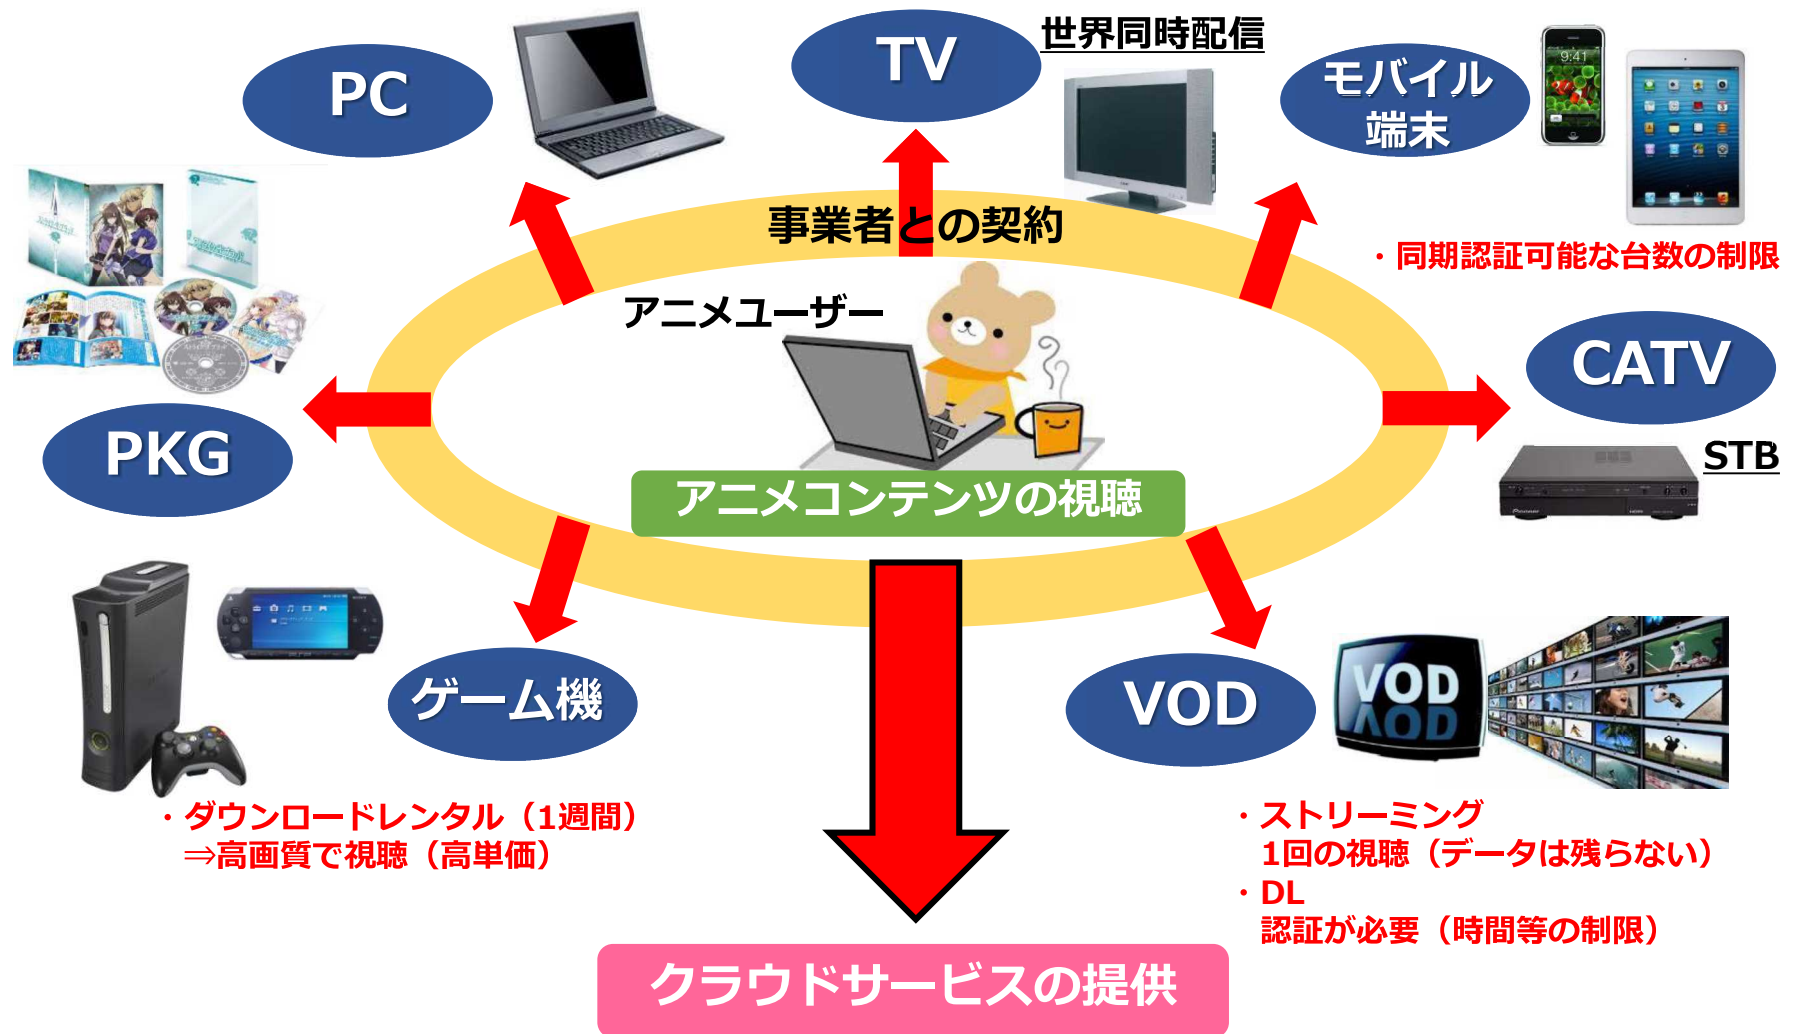 PC
TV
世界同時配信
モバイル
端末
9:41
事業者との契約
・同期認証可能な台数の制限
アニメユーザー
CATV
PKG
STB
アニメコンテンツの視聴
Pioneer
ゲーム機
VOD
VOD
・ダウンロードレンタル（1週間）
⇒高画質で視聴（高単価）
・ストリーミング
1回の視聴（データは残らない）
・DL
認証が必要（時間等の制限）
クラウドサービスの提供